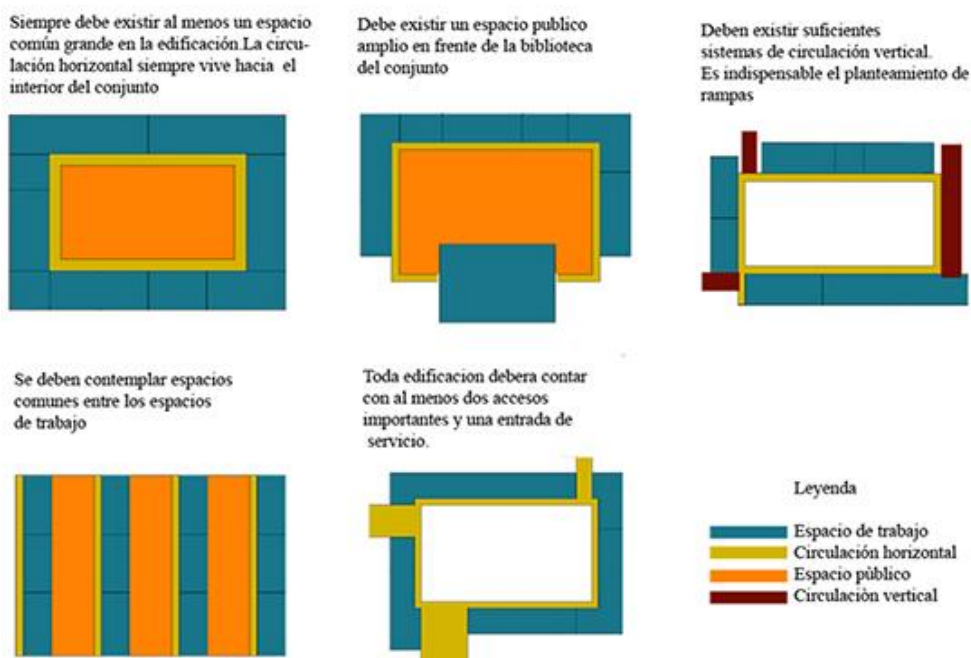 Siempre debe existir al menos un espacio
común grande en la edificación.La circu-
lación horizontal siempre vive hacia el
interior del conjunto
Debe existir un espacio publico
amplio en frente de la biblioteca
del conjunto
Deben existir suficientes
sistemas de circulación vertical.
Es indispensable el planteamiento de
rampas
Se deben contemplar espacios
comunes entre los espacios
de trabajo
Toda edificacion debera contar
con al menos dos accesos
importantes y una entrada de
servicio.
Leyenda
Espacio de trabajo
Circulación horizontal
Espacio pùblico
Circulaciòn vertical